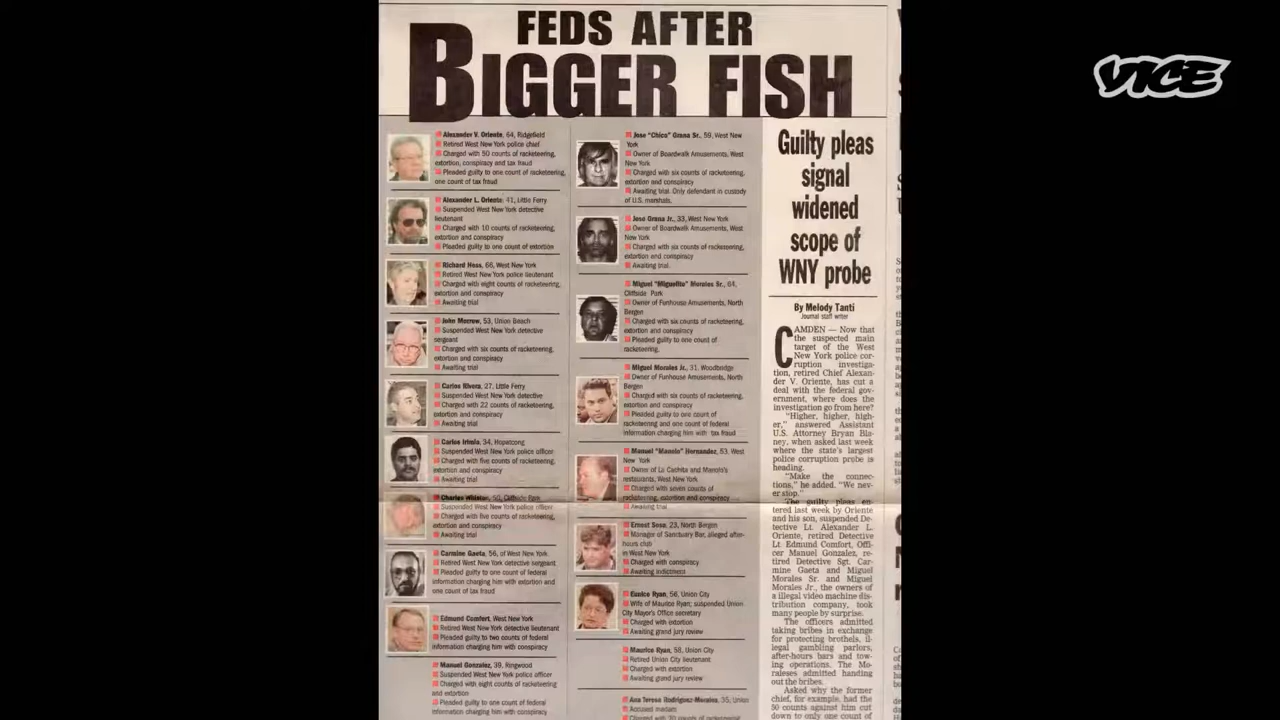 FEDS AFTER
BIGGER FISH
VICE
Alexander V. Oriente, 64, Ridgefield
Retired West New York police chief
Charged with 50 counts of racketeering,
extortion, conspiracy and tax fraud
Pleaded guilty to one count of racketeering,
one count of tax fraud
Alexander L. Oriente, 41, Little Ferry
Suspended West New York detective
lieutenant
Charged with 10 counts of racketeering,
extortion and conspiracy
Pleaded guilty to one count of extortion
Richard Hess, 66, West New York
Retired West New York police lieutenant
Charged with eight counts of racketeering,
extortion and conspiracy
Awaiting trial
John Morrow, 53, Union Beach
Suspended West New York detective
sergeant
Charged with six counts of racketeering,
extortion and conspiracy
Awaiting trial
Carlos Rivera, 27, Little Ferry
Suspended West New York detective
Charged with 22 counts of racketeering,
extortion and conspiracy
Awaiting trial
Carlos 34, Hopatcong
Suspended West New York police officer
Charged with five counts of racketeering,
extortion and conspiracy
Awaiting trial
Charles 50, Cliffside Park
Suspended West New York police officer
Charged with five counts of racketeering,
extortion and conspiracy
Awaiting trial
Carmine Gaeta, 56, of West New York
Retired West New York detective sergeant
Pleaded guilty to one count of federal
information charging him with extortion and
one count of tax fraud
Edmund Comfort, West New York
Retired West New York detective lieutenant
Pleaded guilty to two counts of federal
information charging him with conspiracy
Manuel Gonzalez, 39, Ringwood
Suspended West New York police officer
Charged with eight counts of racketeering
and extortion
Pleaded guilty to one count of federal
information charging him with conspiracy
Jose "Chico" Grana Sr., 59, West New
York
Owner of Boardwalk Amusements, West
New York
Charged with six counts of racketeering,
extortion and conspiracy
Awaiting trial. Only defendant in custody
of U.S. marshals.
Jose Grana Jr., 33, West New York
Owner of Boardwalk Amusements, West
New York
Charged with six counts of racketeering,
extortion and conspiracy
Awaiting trial.
Miguel "Miguelito" Morales Sr., 64,
Cliffside Park
Owner of Funhouse Amusements, North
Bergen
Charged with six counts of racketeering,
extortion and conspiracy
Pleaded guilty to one count of
racketeering.
Miguel Morales Jr., 31, Woodbridge
Owner of Funhouse Amusements, North
Bergen
Charged with six counts of racketeering,
extortion and conspiracy
Pleaded guilty to one count of
racketeering and one count of federal
information charging him with tax fraud
Manuel "Manolo" Hernandez, 53, West
New York
Owner of La Cashita and Manolo's
restaurants, West New York
Charged with seven counts of
racketeering, extortion and conspiracy
Awaiting trial
Ernest Sosa, 23, North Bergen
Manager of Sanctuary Bar, alleged after-
hours club
in West New York
Charged with conspiracy
Awaiting indictment
Eunice Ryan, 56, Union City
Wife of Maurice Ryan; suspended Union
City Mayor's Office secretary
Charged with extortion
Awaiting grand jury review
Maurice Ryan, 58, Union City
Retired Union City lieutenant
Charged with extortion
Awaiting grand jury review
Ana Teresa Rodriguez-Morales, 35, Union
Accused madam
Guilty pleas
signal
widened
scope of
WNY probe
By Melody Tanti
Journal staff writer
CAMDEN — Now that
the suspected main
target of the West
New York police cor-
ruption investiga-
tion, retired Chief Alexan-
der V. Oriente, has cut a
deal with the federal gov-
ernment, where does the
investigation go from here?
"Higher, higher, high-
er," answered Assistant
U.S. Attorney Bryan Bla-
ney, when asked last week
where the state's largest
police corruption probe is
heading.
"Make the connec-
tions," he added. "We nev-
er stop."
The guilty pleas en-
tered last week by Oriente
and his son, suspended De-
tective Lt. Alexander L.
Oriente, retired Detective
Lt. Edmund Comfort, Offi-
cer Manuel Gonzalez, re-
tired Detective Sgt. Car-
mine Gaeta and Miguel
Morales Sr. and Miguel
Morales Jr., the owners of
a illegal video machine dis-
tribution company, took
many people by surprise.
The officers admitted
taking bribes in exchange
for protecting brothels, il-
legal gambling parlors,
after-hours bars and tow-
ing operations. The Mo-
raleses admitted handing
out the bribes.
Asked why the former
chief, for example, had the
50 counts against him cut
down to only one count of